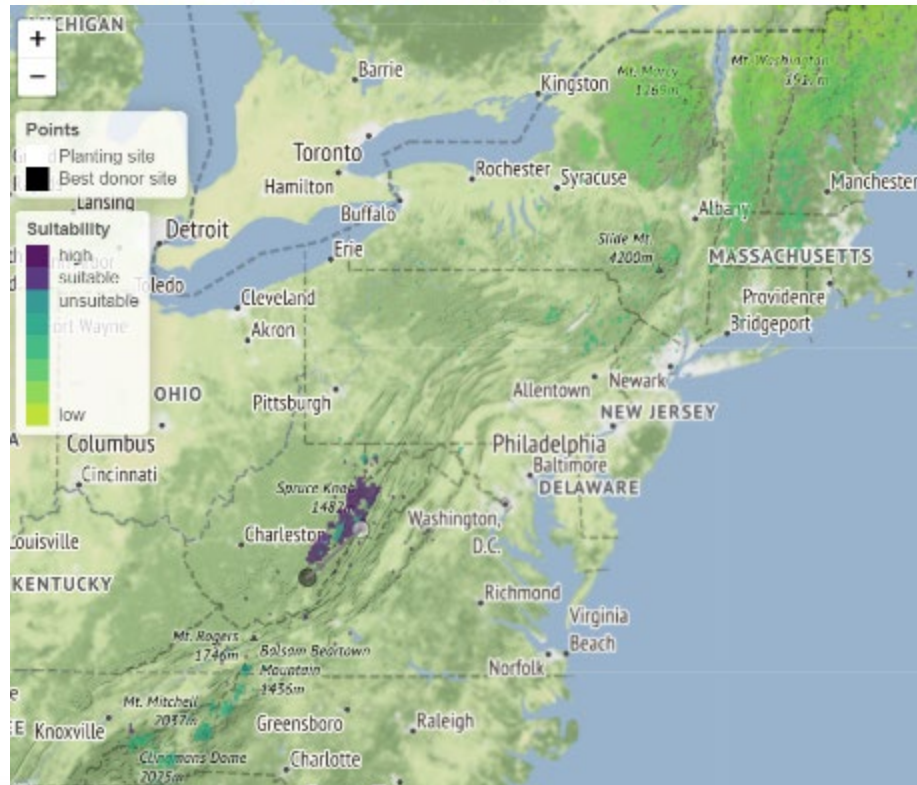 MICHIGAN
+
−
Barrie
Kingston
Mt. Marcy
Mt. Washington
Points
Planting site
Best donor site
Toronto
Hamilton
Rochester
Syracuse
Manchester
Lansing
Buffalo
Albany
Suitability
high
suitable
unsuitable
low
Detroit
Erie
Slide Mt.
4200m
MASSACHUSETTS
Toledo
Cleveland
Providence
Akron
Bridgeport
OHIO
Pittsburgh
Allentown
Newark
NEW JERSEY
Columbus
Philadelphia
Cincinnati
Baltimore
DELAWARE
Spruce Knob
1482
Charleston
Washington,
D.C.
Louisville
KENTUCKY
Richmond
Virginia
Beach
Mt. Rogers
1746m
Balsam Beartown
Mountain
1436m
Norfolk
Mt. Mitchell
2037m
Greensboro
Raleigh
EE
Knoxville
Clingmans Dome
2025m
Charlotte